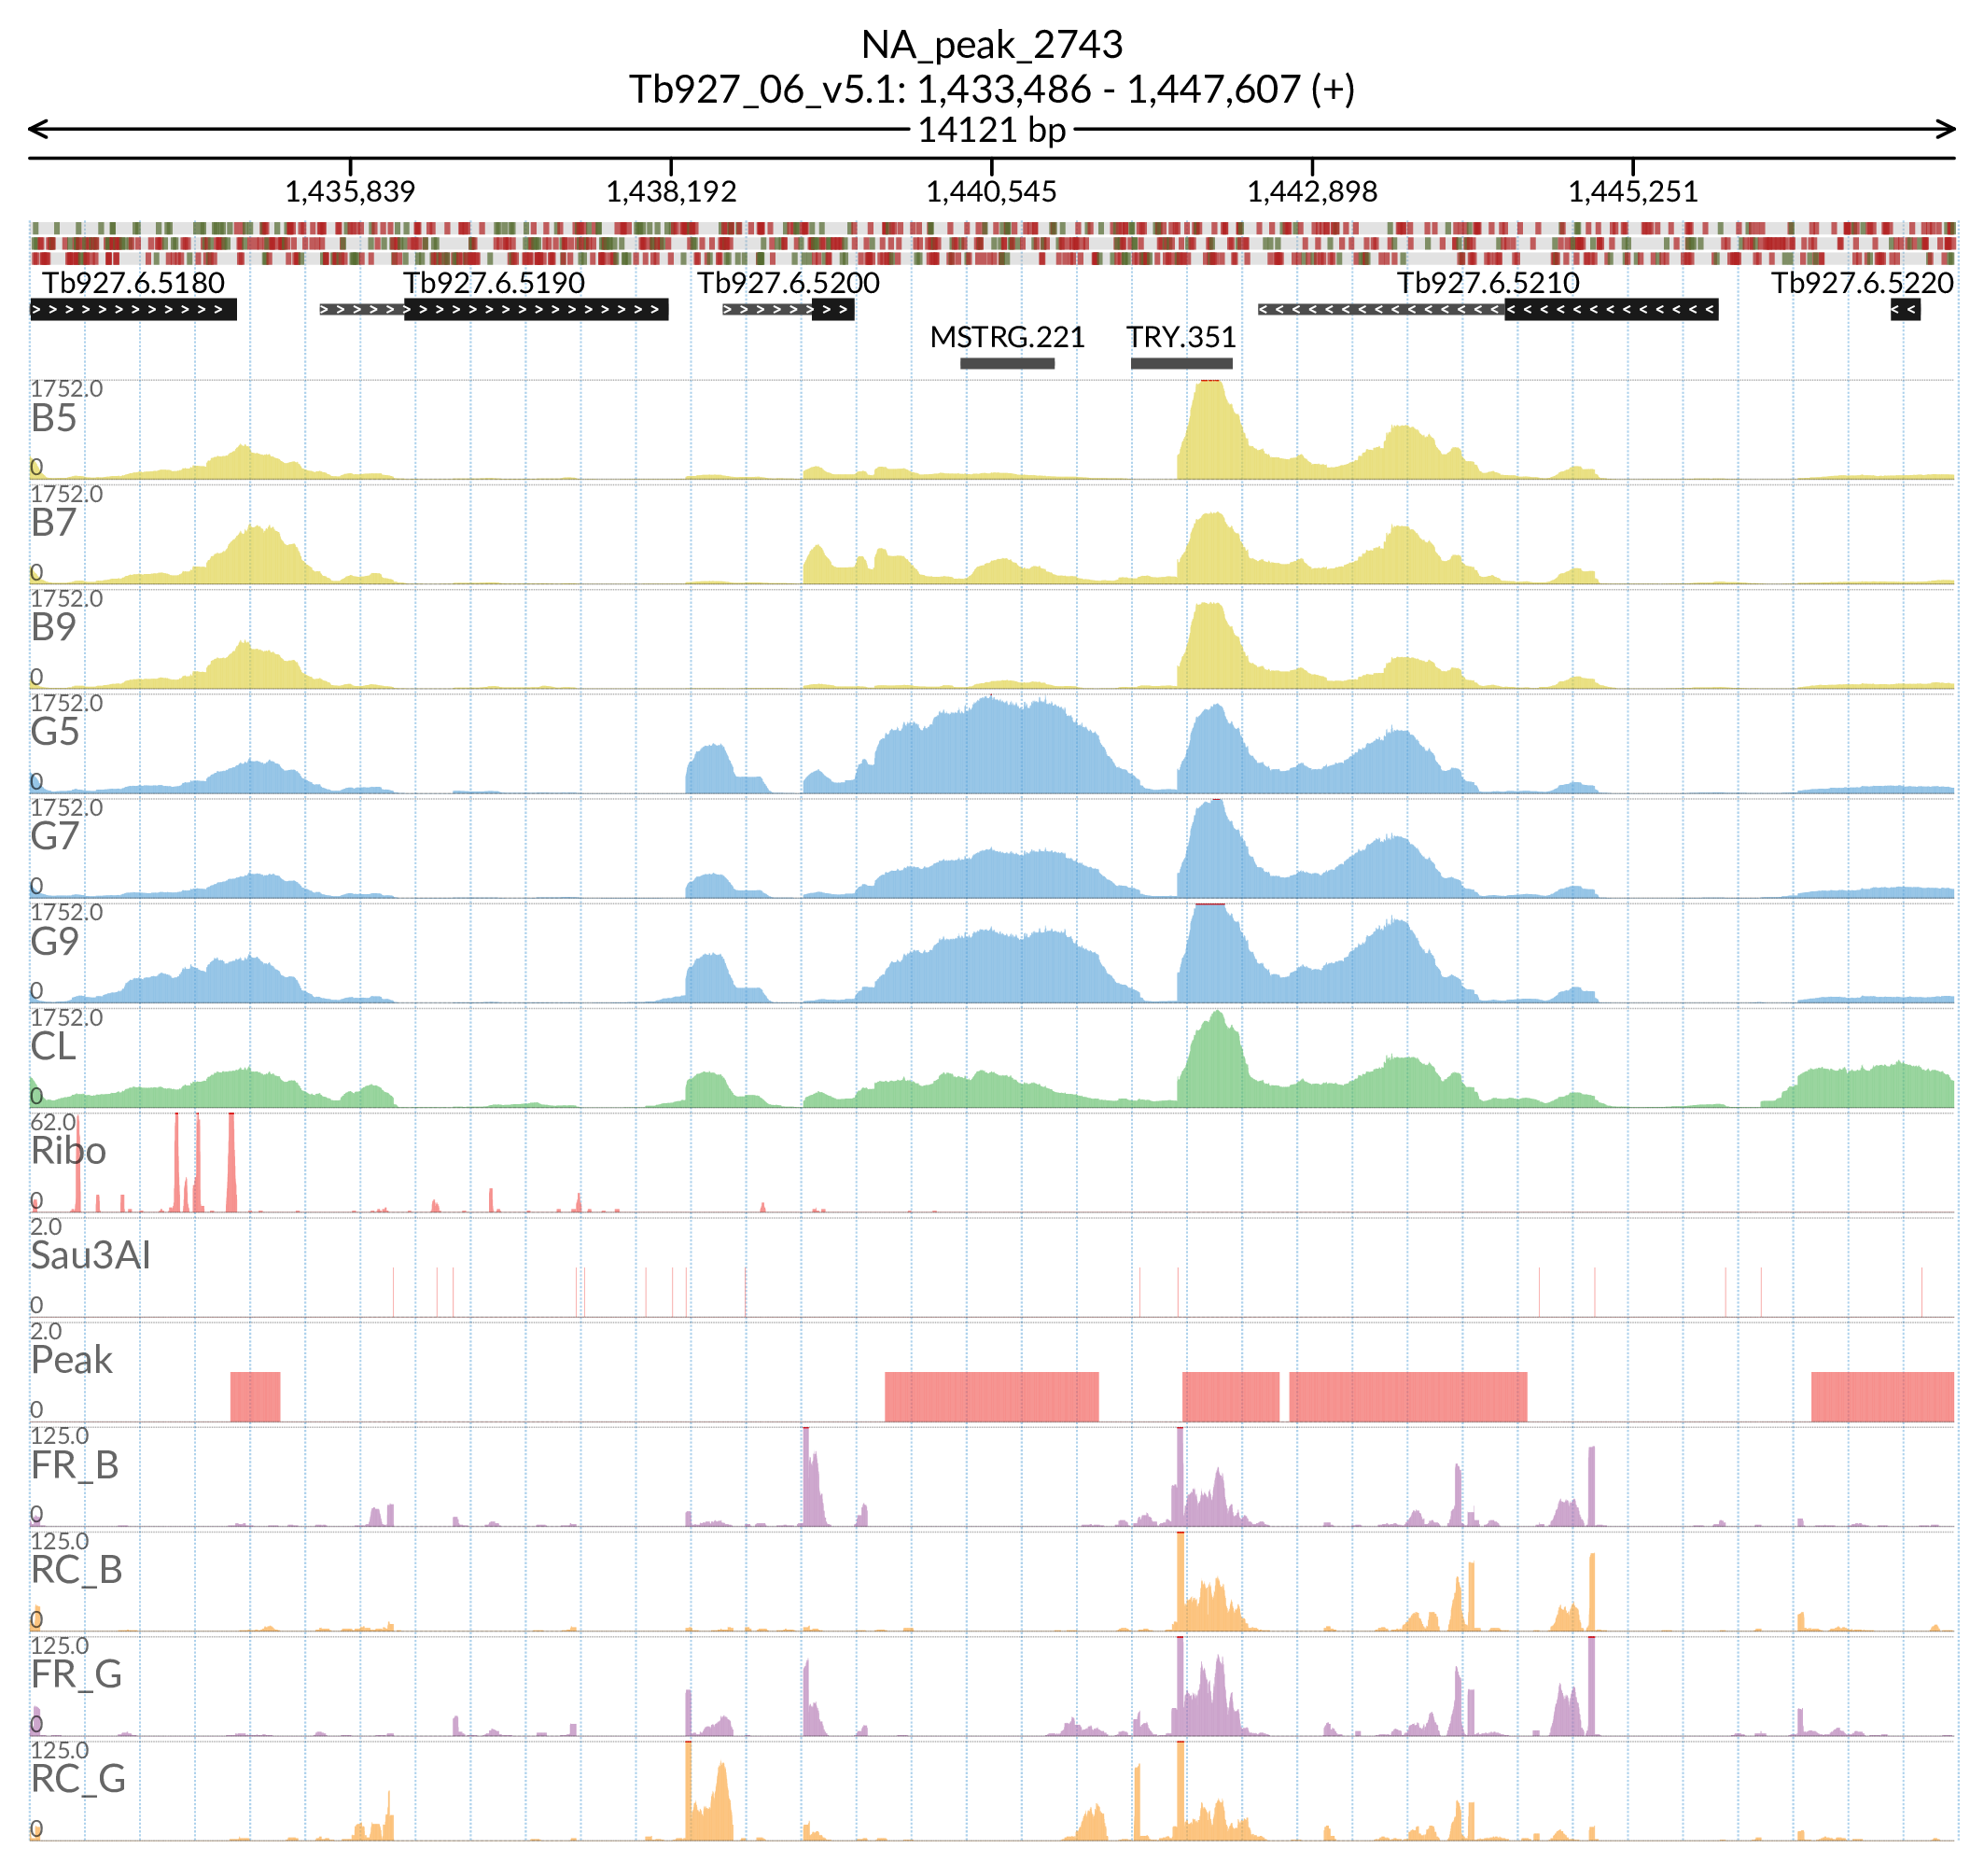 NA_peak_2743
Tb927_06_v5.1: 1,433,486 - 1,447,607 (+)
14121 bp
1,435,839 1,438,192 1,440,545 1,442,898 1,445,251
Tb927.6.5180 Tb927.6.5190 Tb927.6.5200 Tb927.6.5210 Tb927.6.5220
MSTRG.221 TRY.351
1752.0
B5
0
1752.0
B7
0
1752.0
B9
0
1752.0
G5
0
1752.0
G7
0
1752.0
G9
0
1752.0
CL
0
62.0
Ribo
0
2.0
Sau3AI
0
2.0
Peak
0
125.0
FR_B
0
125.0
RC_B
0
125.0
FR_G
0
125.0
RC_G
0